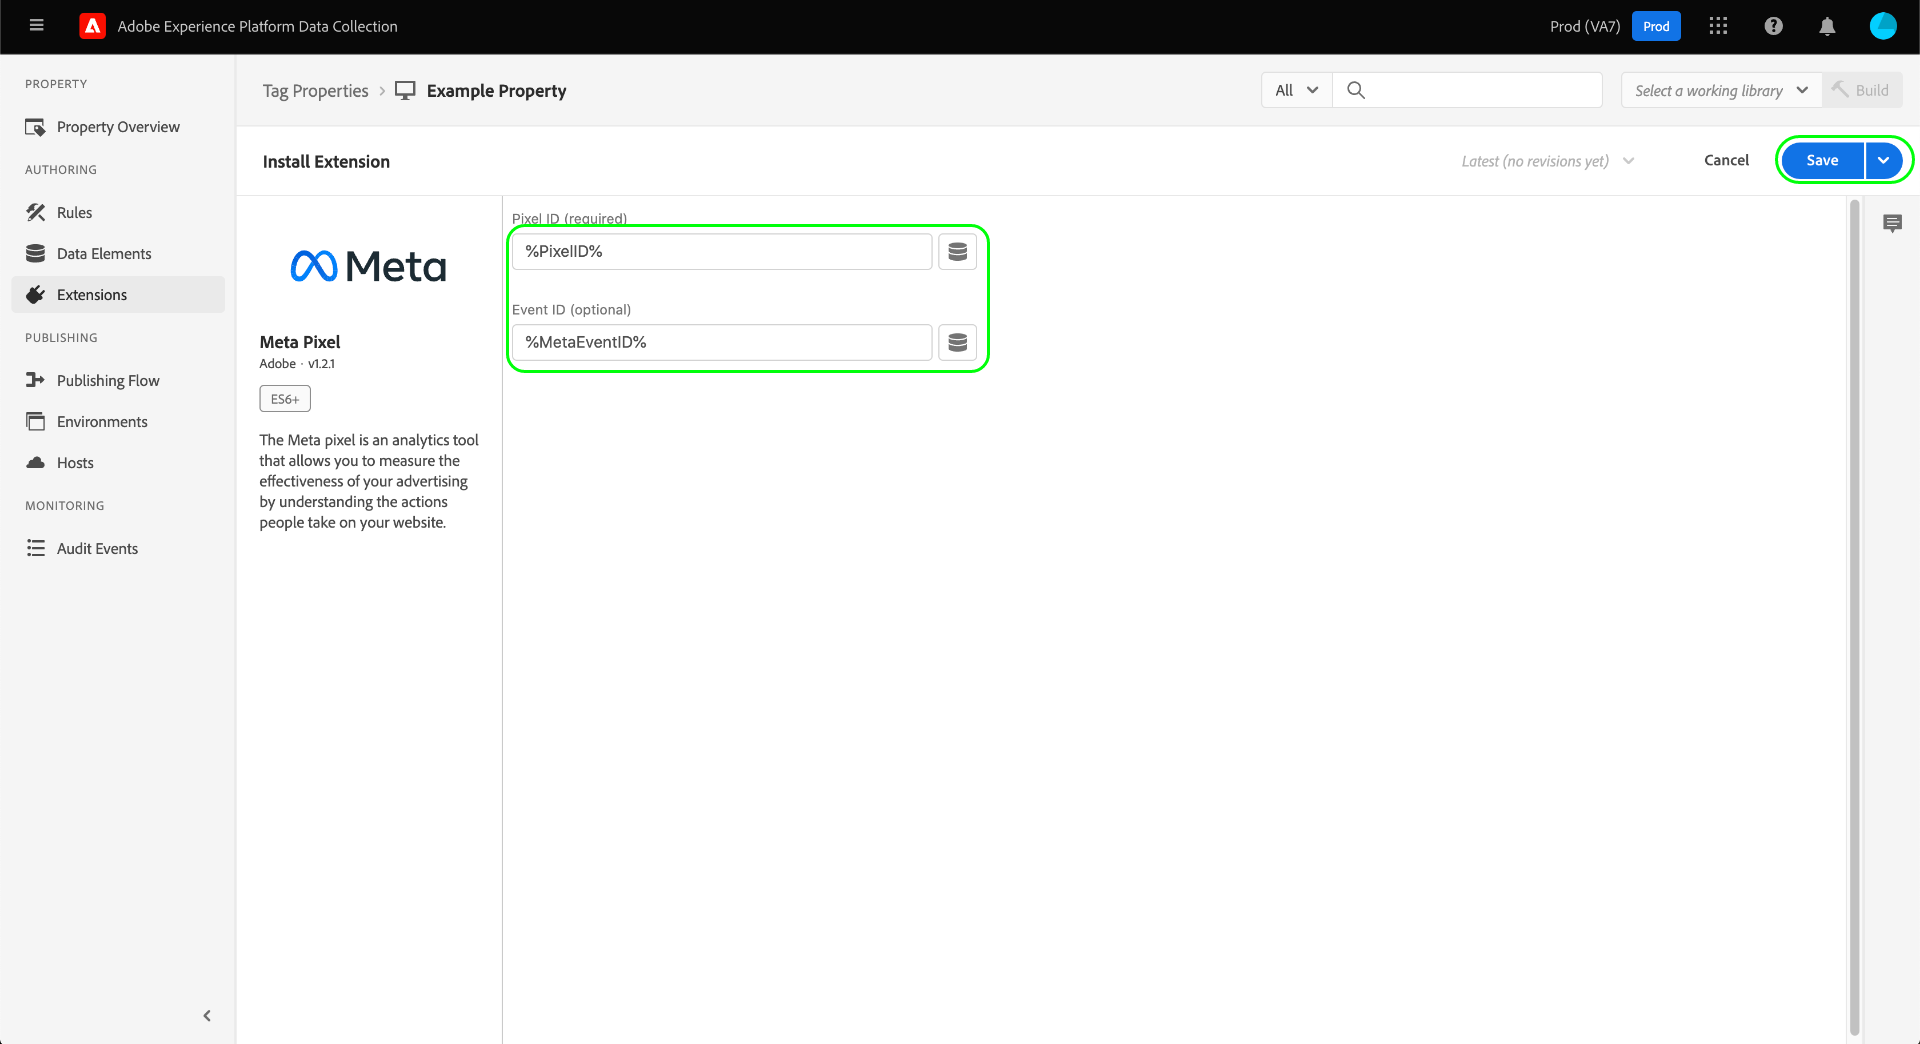 Adobe Experience Platform Data Collection
Prod (VA7)
Prod
PROPERTY
Property Overview
AUTHORING
Rules
Data Elements
Extensions
PUBLISHING
Publishing Flow
Environments
Hosts
MONITORING
Audit Events
Tag Properties
Example Property
All
Select a working library
Build
Install Extension
Latest (no revisions yet)
Cancel
Save
Meta
Meta Pixel
Adobe · v1.2.1
ES6+
The Meta pixel is an analytics tool
that allows you to measure the
effectiveness of your advertising
by understanding the actions
people take on your website.
Pixel ID (required)
%PixelID%
Event ID (optional)
%MetaEventID%